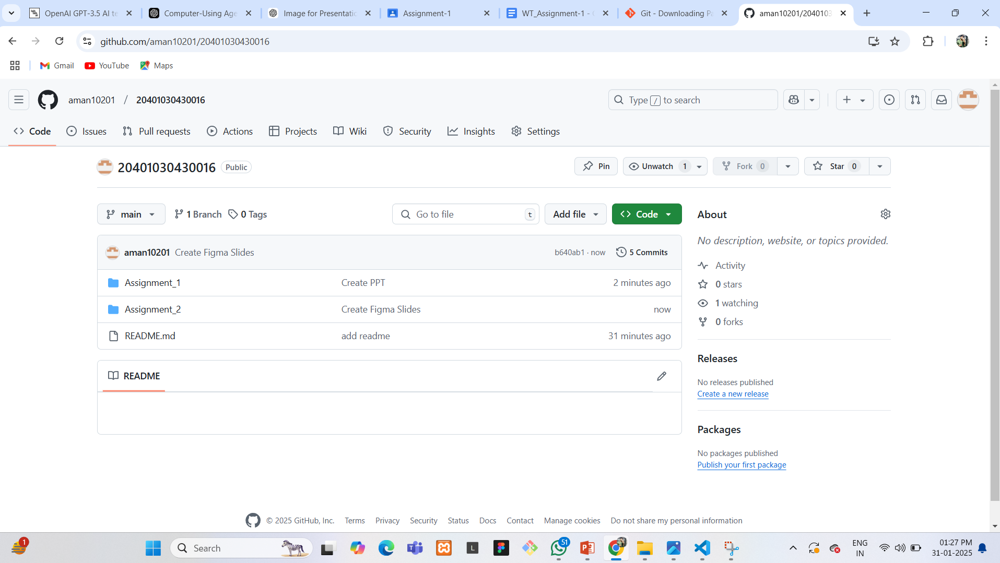 OpenAI GPT-3.5 AI te
Computer-Using Age
Image for Presentatio
Assignment-1
WT_Assignment-1 - G
Git - Downloading Pa
aman10201/2040103
github.com/aman10201/20401030430016
Gmail
YouTube
Maps
aman10201 / 20401030430016
Type / to search
Code
Issues
Pull requests
Actions
Projects
Wiki
Security
Insights
Settings
20401030430016 Public
Pin
Unwatch 1
Fork 0
Star 0
main
1 Branch
0 Tags
Go to file t
Add file
Code
About
No description, website, or topics provided.
aman10201 Create Figma Slides b640ab1 · now 5 Commits
Assignment_1 Create PPT 2 minutes ago
Assignment_2 Create Figma Slides now
README.md add readme 31 minutes ago
Activity
0 stars
1 watching
0 forks
README
Releases
No releases published
Create a new release
Packages
No packages published
Publish your first package
© 2025 GitHub, Inc. Terms Privacy Security Status Docs Contact Manage cookies Do not share my personal information
1
Search
L
51
ENG
IN
01:27 PM
31-01-2025